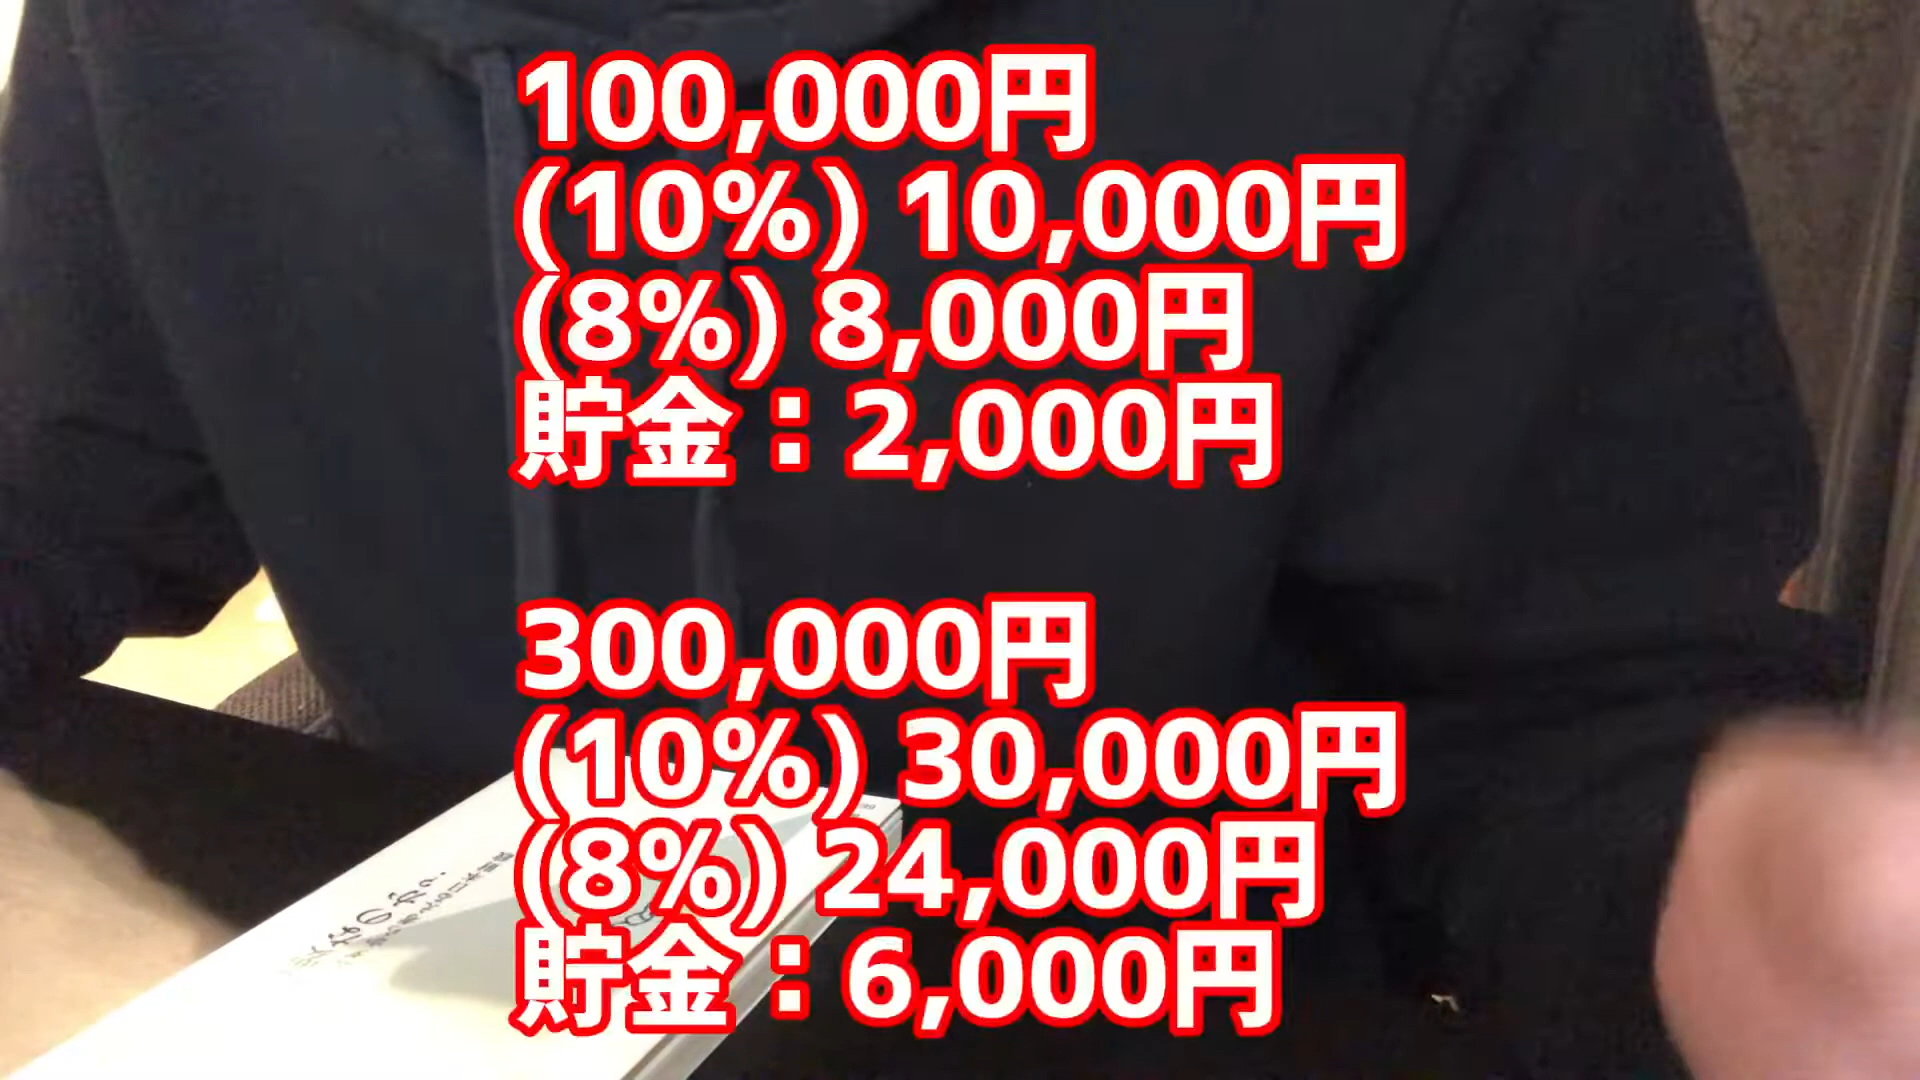 100,000円
(10%) 10,000円
(8%) 8,000円
貯金：2,000円
300,000円
(10%) 30,000円
(8%) 24,000円
貯金：6,000円